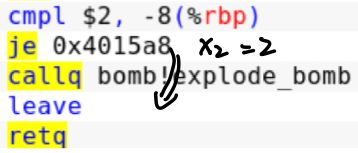 cmpl $2, -8(%rbp)
je 0x4015a8 x₂ = 2
callq bomb!explode_bomb
leave
retq